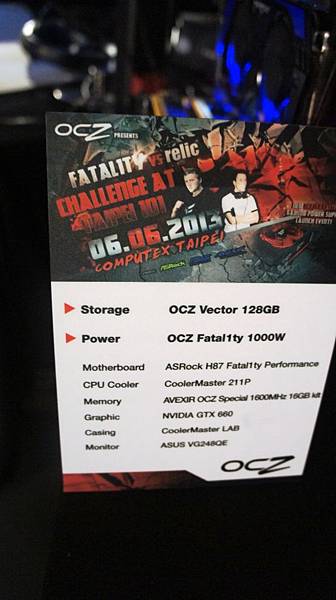 OCZ PRESENTS
FATAL1TY vs relic
CHALLENGE AT
TAIPEI 101
06.06.2013
COMPUTEX TAIPEI
ASRock
LAUNCH EVENT!
Storage OCZ Vector 128GB
Power OCZ Fatal1ty 1000W
Motherboard ASRock H87 Fatal1ty Performance
CPU Cooler CoolerMaster 211P
Memory AVEXIR OCZ Special 1600MHz 16GB kit
Graphic NVIDIA GTX 660
Casing CoolerMaster LAB
Monitor ASUS VG248QE
OCZ